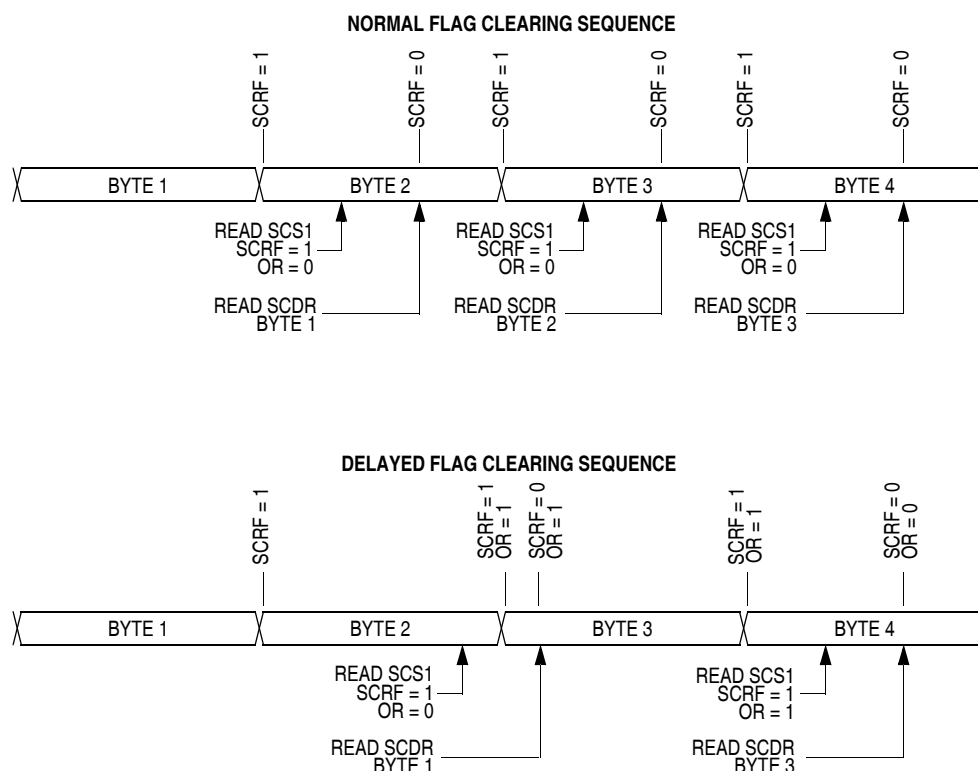 NORMAL FLAG CLEARING SEQUENCE
SCRF = 1
SCRF = 0
SCRF = 1
SCRF = 0
SCRF = 1
SCRF = 0
BYTE 1
BYTE 2
BYTE 3
BYTE 4
READ SCS1
SCRF = 1
OR = 0
READ SCS1
SCRF = 1
OR = 0
READ SCS1
SCRF = 1
OR = 0
READ SCDR
BYTE 1
READ SCDR
BYTE 2
READ SCDR
BYTE 3
DELAYED FLAG CLEARING SEQUENCE
SCRF = 1
SCRF = 1
OR = 1
SCRF = 0
OR = 1
SCRF = 1
OR = 1
SCRF = 0
OR = 0
BYTE 1
BYTE 2
BYTE 3
BYTE 4
READ SCS1
SCRF = 1
OR = 0
READ SCS1
SCRF = 1
OR = 1
READ SCDR
BYTE 1
READ SCDR
BYTE 3